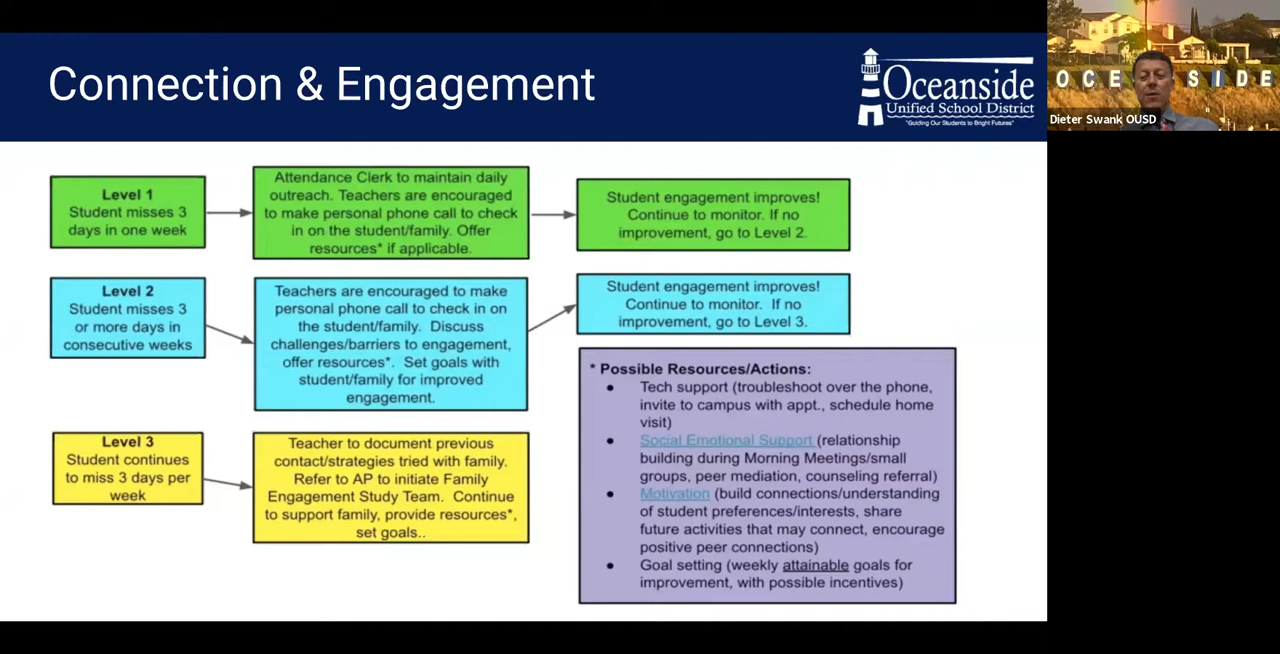 Connection & Engagement
Oceanside
Unified School District
"Guiding Our Students to Bright Futures"
OCE SIDE
Dieter Swank OUSD
Level 1
Student misses 3
days in one week
Attendance Clerk to maintain daily
outreach. Teachers are encouraged
to make personal phone call to check
in on the student/family. Offer
resources* if applicable.
Student engagement improves!
Continue to monitor. If no
improvement, go to Level 2.
Level 2
Student misses 3
or more days in
consecutive weeks
Teachers are encouraged to make
personal phone call to check in on
the student/family. Discuss
challenges/barriers to engagement,
offer resources*. Set goals with
student/family for improved
engagement.
Student engagement improves!
Continue to monitor. If no
improvement, go to Level 3.
Level 3
Student continues
to miss 3 days per
week
Teacher to document previous
contact/strategies tried with family.
Refer to AP to initiate Family
Engagement Study Team. Continue
to support family, provide resources*,
set goals..
* Possible Resources/Actions:
● Tech support (troubleshoot over the phone,
invite to campus with appt., schedule home
visit)
● Social Emotional Support (relationship
building during Morning Meetings/small
groups, peer mediation, counseling referral)
● Motivation (build connections/understanding
of student preferences/interests, share
future activities that may connect, encourage
positive peer connections)
● Goal setting (weekly attainable goals for
improvement, with possible incentives)